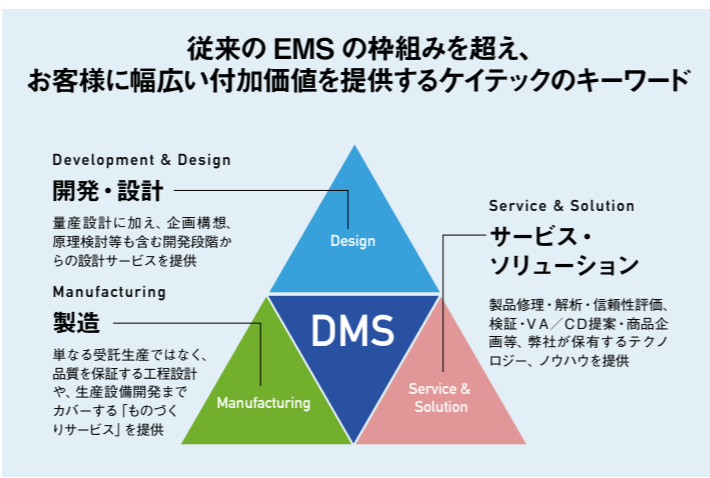 従来の EMS の枠組みを超え、
お客様に幅広い付加価値を提供するケイテックのキーワード
Development & Design
開発・設計
量産設計に加え、企画構想、
原理検討等も含む開発段階か
らの設計サービスを提供
Manufacturing
製造
単なる受託生産ではなく、
品質を保証する工程設計
や、生産設備開発まで
カバーする「ものづく
りサービス」を提供
Design
DMS
Manufacturing
Service &
Solution
Service & Solution
サービス・
ソリューション
製品修理・解析・信頼性評価、
検証・VA／CD提案・商品企
画等、弊社が保有するテクノ
ロジー、ノウハウを提供